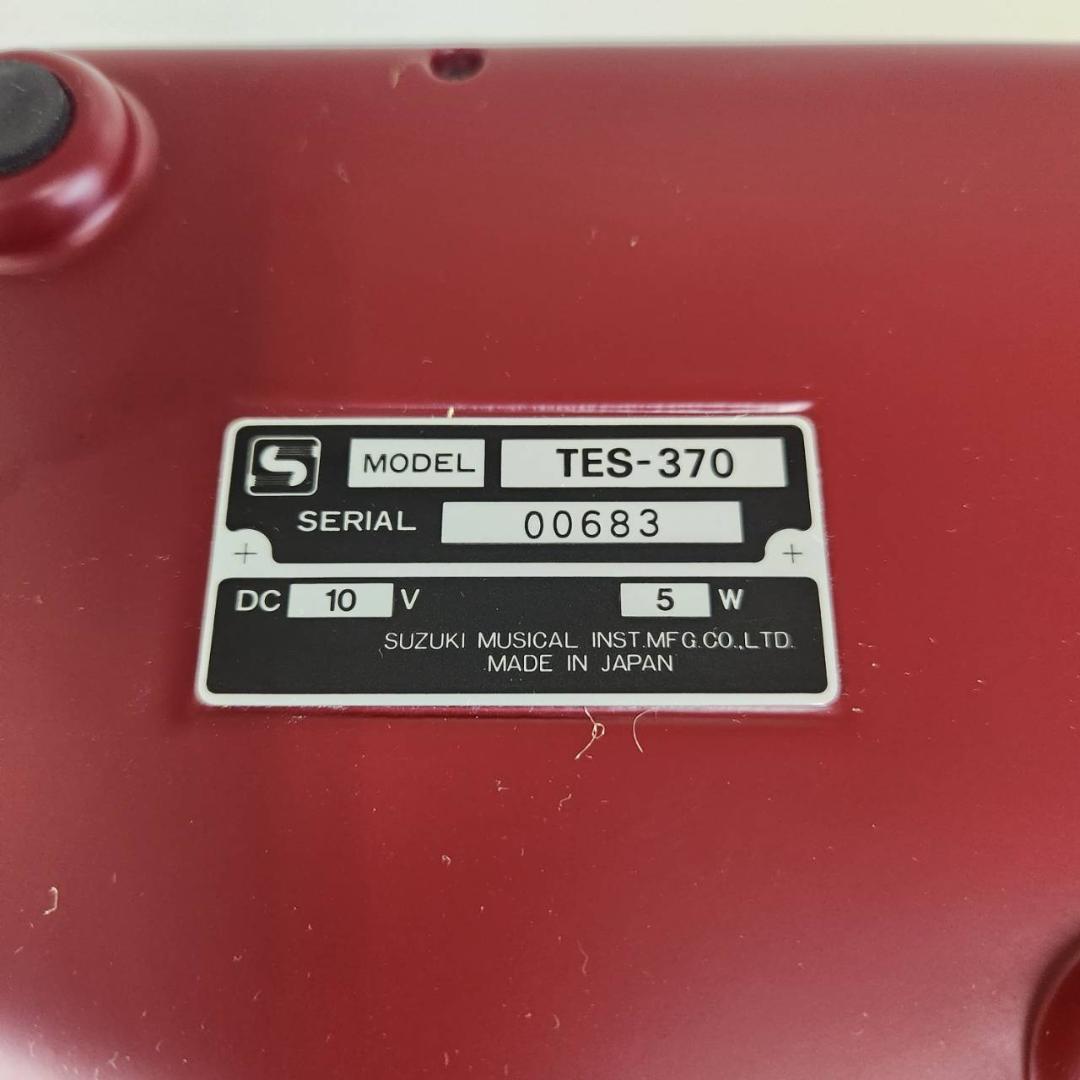 S MODEL TES-370
SERIAL 00683
DC 10 V 5 W
SUZUKI MUSICAL INST.MFG.CO.,LTD.
MADE IN JAPAN